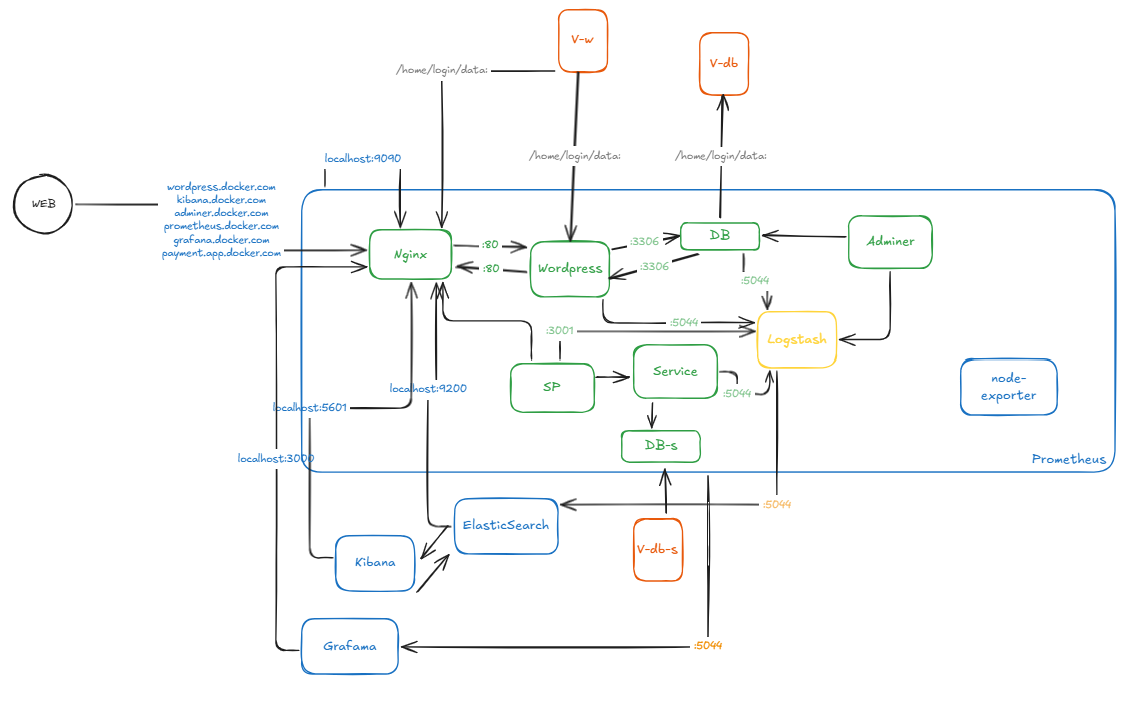 V-w
V-db
/home/login/data:
/home/login/data:
/home/login/data:
localhost:9090
WEB
wordpress.docker.com
kibana.docker.com
adminer.docker.com
prometheus.docker.com
grafana.docker.com
payment.app.docker.com
Nginx
:80
:80
Wordpress
:3306
:3306
DB
Adminer
:5044
:5044
:3001
Logstash
SP
Service
:5044
node-
exporter
localhost:9200
localhost:5601
DB-s
localhost:3000
Prometheus
:5044
ElasticSearch
V-db-s
Kibana
Grafama
:5044